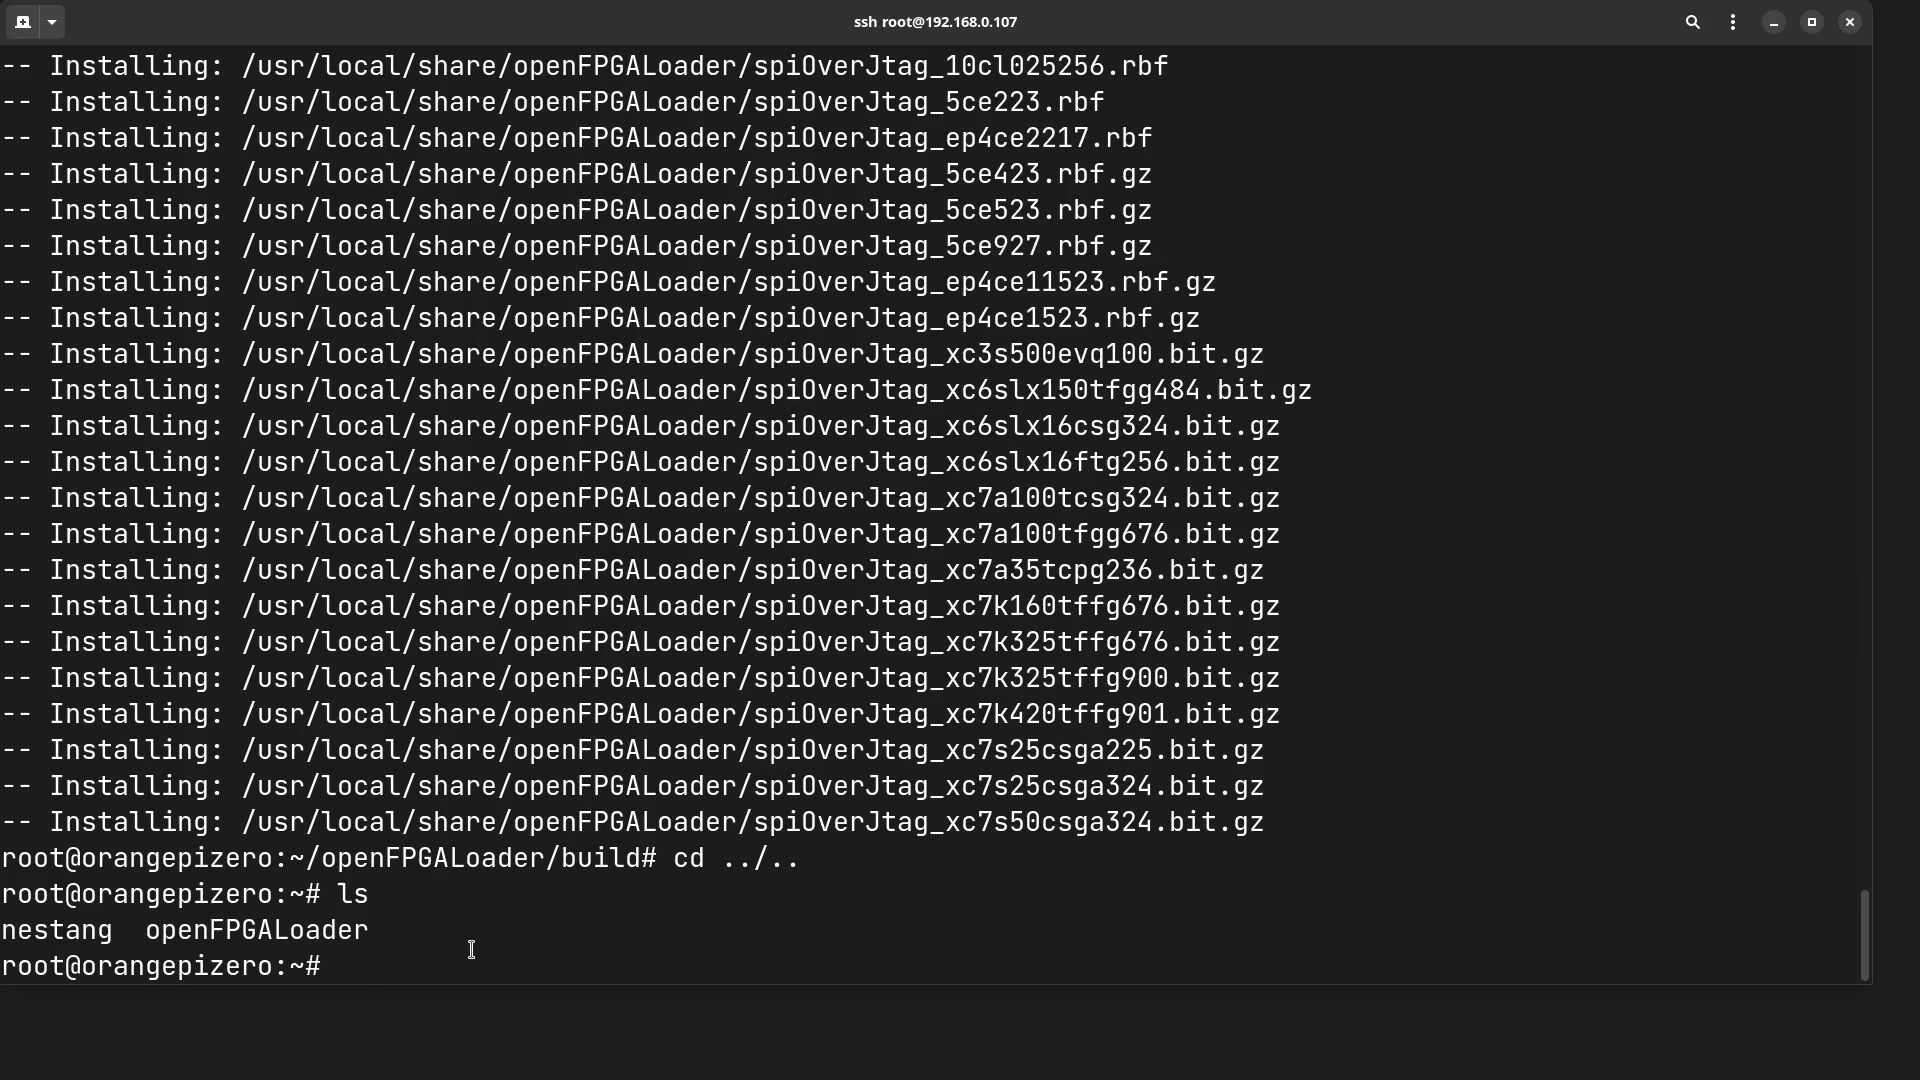 ssh root@192.168.0.107
-- Installing: /usr/local/share/openFPGALoader/spiOverJtag_10cl025256.rbf
-- Installing: /usr/local/share/openFPGALoader/spiOverJtag_5ce223.rbf
-- Installing: /usr/local/share/openFPGALoader/spiOverJtag_ep4ce2217.rbf
-- Installing: /usr/local/share/openFPGALoader/spiOverJtag_5ce423.rbf.gz
-- Installing: /usr/local/share/openFPGALoader/spiOverJtag_5ce523.rbf.gz
-- Installing: /usr/local/share/openFPGALoader/spiOverJtag_5ce927.rbf.gz
-- Installing: /usr/local/share/openFPGALoader/spiOverJtag_ep4ce11523.rbf.gz
-- Installing: /usr/local/share/openFPGALoader/spiOverJtag_ep4ce1523.rbf.gz
-- Installing: /usr/local/share/openFPGALoader/spiOverJtag_xc3s500evq100.bit.gz
-- Installing: /usr/local/share/openFPGALoader/spiOverJtag_xc6slx150tfgg484.bit.gz
-- Installing: /usr/local/share/openFPGALoader/spiOverJtag_xc6slx16csg324.bit.gz
-- Installing: /usr/local/share/openFPGALoader/spiOverJtag_xc6slx16ftg256.bit.gz
-- Installing: /usr/local/share/openFPGALoader/spiOverJtag_xc7a100tcsg324.bit.gz
-- Installing: /usr/local/share/openFPGALoader/spiOverJtag_xc7a100tfgg676.bit.gz
-- Installing: /usr/local/share/openFPGALoader/spiOverJtag_xc7a35tcpg236.bit.gz
-- Installing: /usr/local/share/openFPGALoader/spiOverJtag_xc7k160tffg676.bit.gz
-- Installing: /usr/local/share/openFPGALoader/spiOverJtag_xc7k325tffg676.bit.gz
-- Installing: /usr/local/share/openFPGALoader/spiOverJtag_xc7k325tffg900.bit.gz
-- Installing: /usr/local/share/openFPGALoader/spiOverJtag_xc7k420tffg901.bit.gz
-- Installing: /usr/local/share/openFPGALoader/spiOverJtag_xc7s25csga225.bit.gz
-- Installing: /usr/local/share/openFPGALoader/spiOverJtag_xc7s25csga324.bit.gz
-- Installing: /usr/local/share/openFPGALoader/spiOverJtag_xc7s50csga324.bit.gz
root@orangepizero:~/openFPGALoader/build# cd ../..
root@orangepizero:~# ls
nestang  openFPGALoader
root@orangepizero:~#